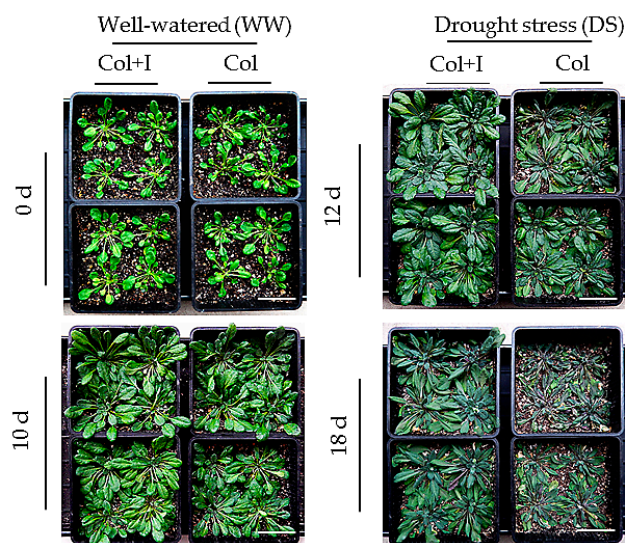 Well-watered (WW)
Drought stress (DS)
Col+I
Col
Col+I
Col
0 d
12 d
10 d
18 d